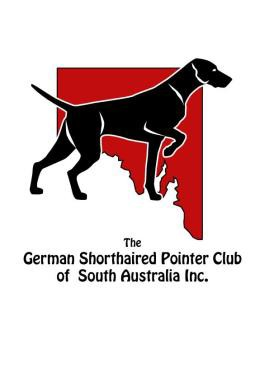 The
German Shorthaired Pointer Club
of South Australia Inc.